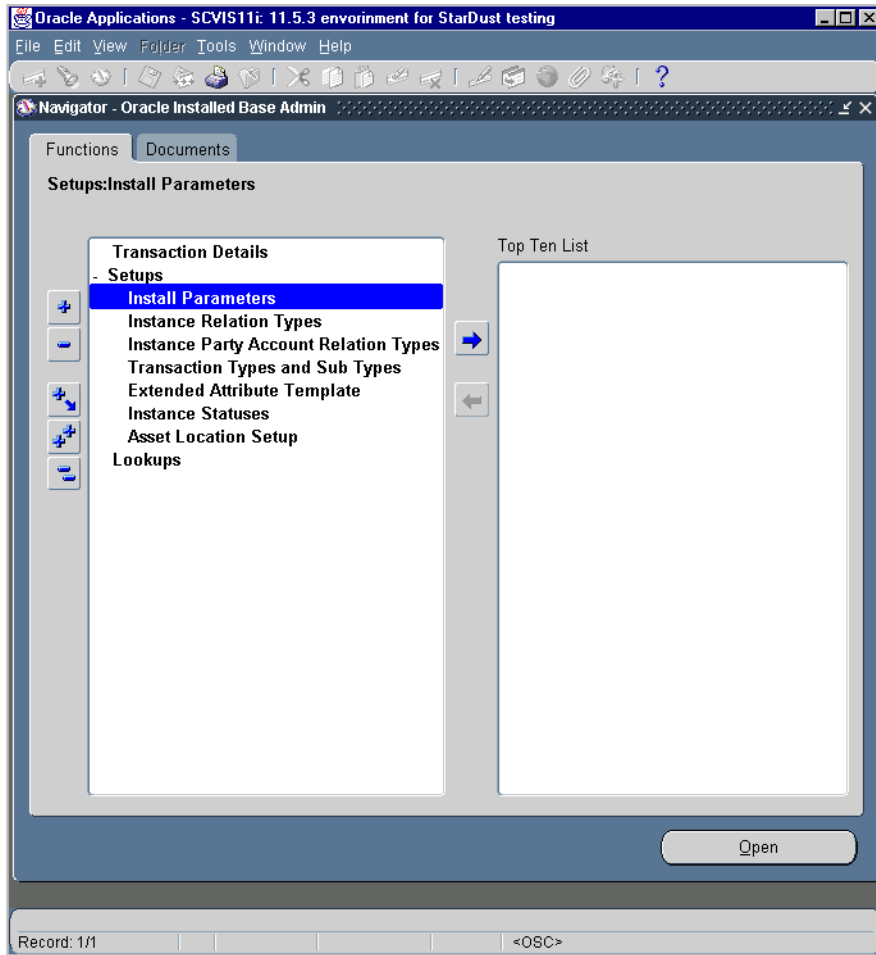 Oracle Applications - SCVIS11i: 11.5.3 envorinment for StarDust testing
File Edit View Folder Tools Window Help
Navigator - Oracle Installed Base Admin
Functions Documents
Setups:Install Parameters
Top Ten List
Transaction Details
- Setups
Install Parameters
Instance Relation Types
Instance Party Account Relation Types
Transaction Types and Sub Types
Extended Attribute Template
Instance Statuses
Asset Location Setup
Lookups
Open
Record: 1/1 <OSC>